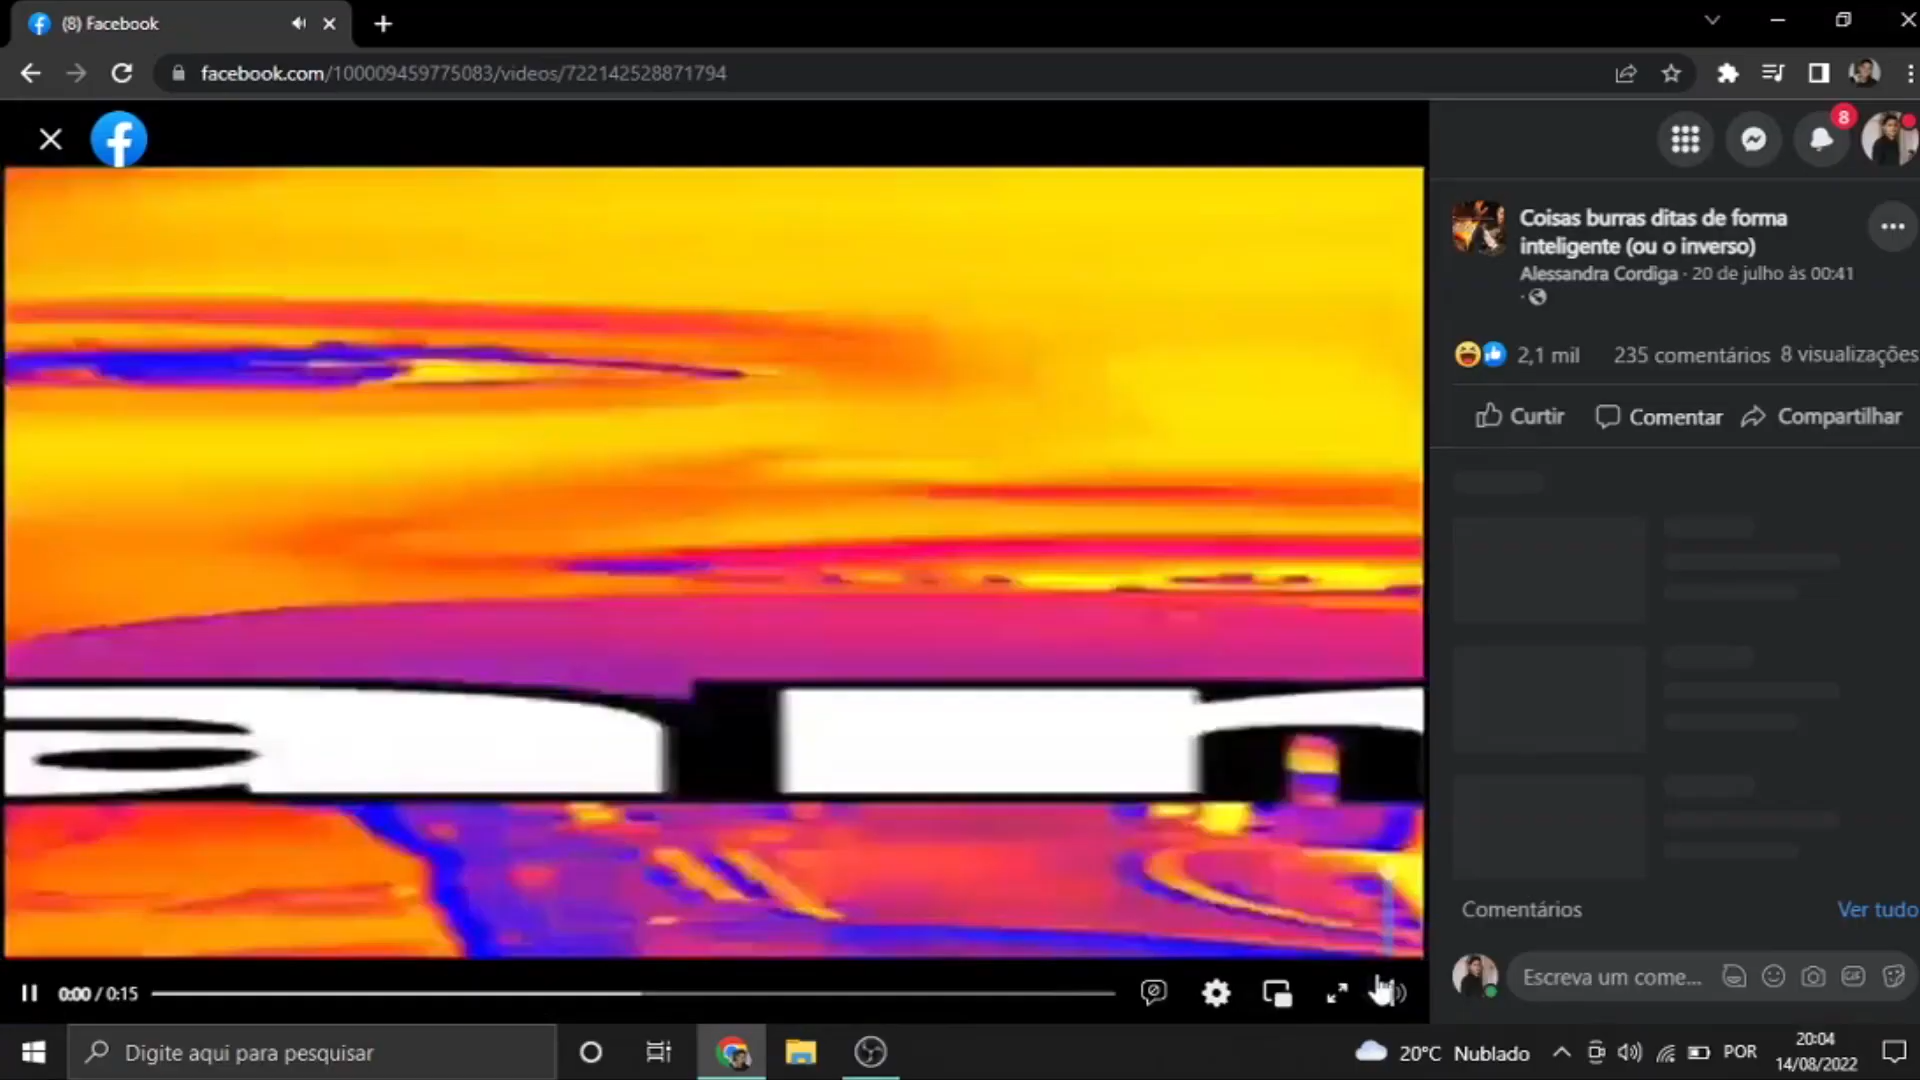 (8) Facebook
facebook.com/100009459775083/videos/722142528871794
8
Coisas burras ditas de forma
inteligente (ou o inverso)
Alessandra Cordiga · 20 de julho às 00:41
2,1 mil 235 comentários 8 visualizações
Curtir Comentar Compartilhar
Comentários Ver tudo
Escreva um come... GIF
0:00 / 0:15
Digite aqui para pesquisar
20°C Nublado
POR
20:04
14/08/2022